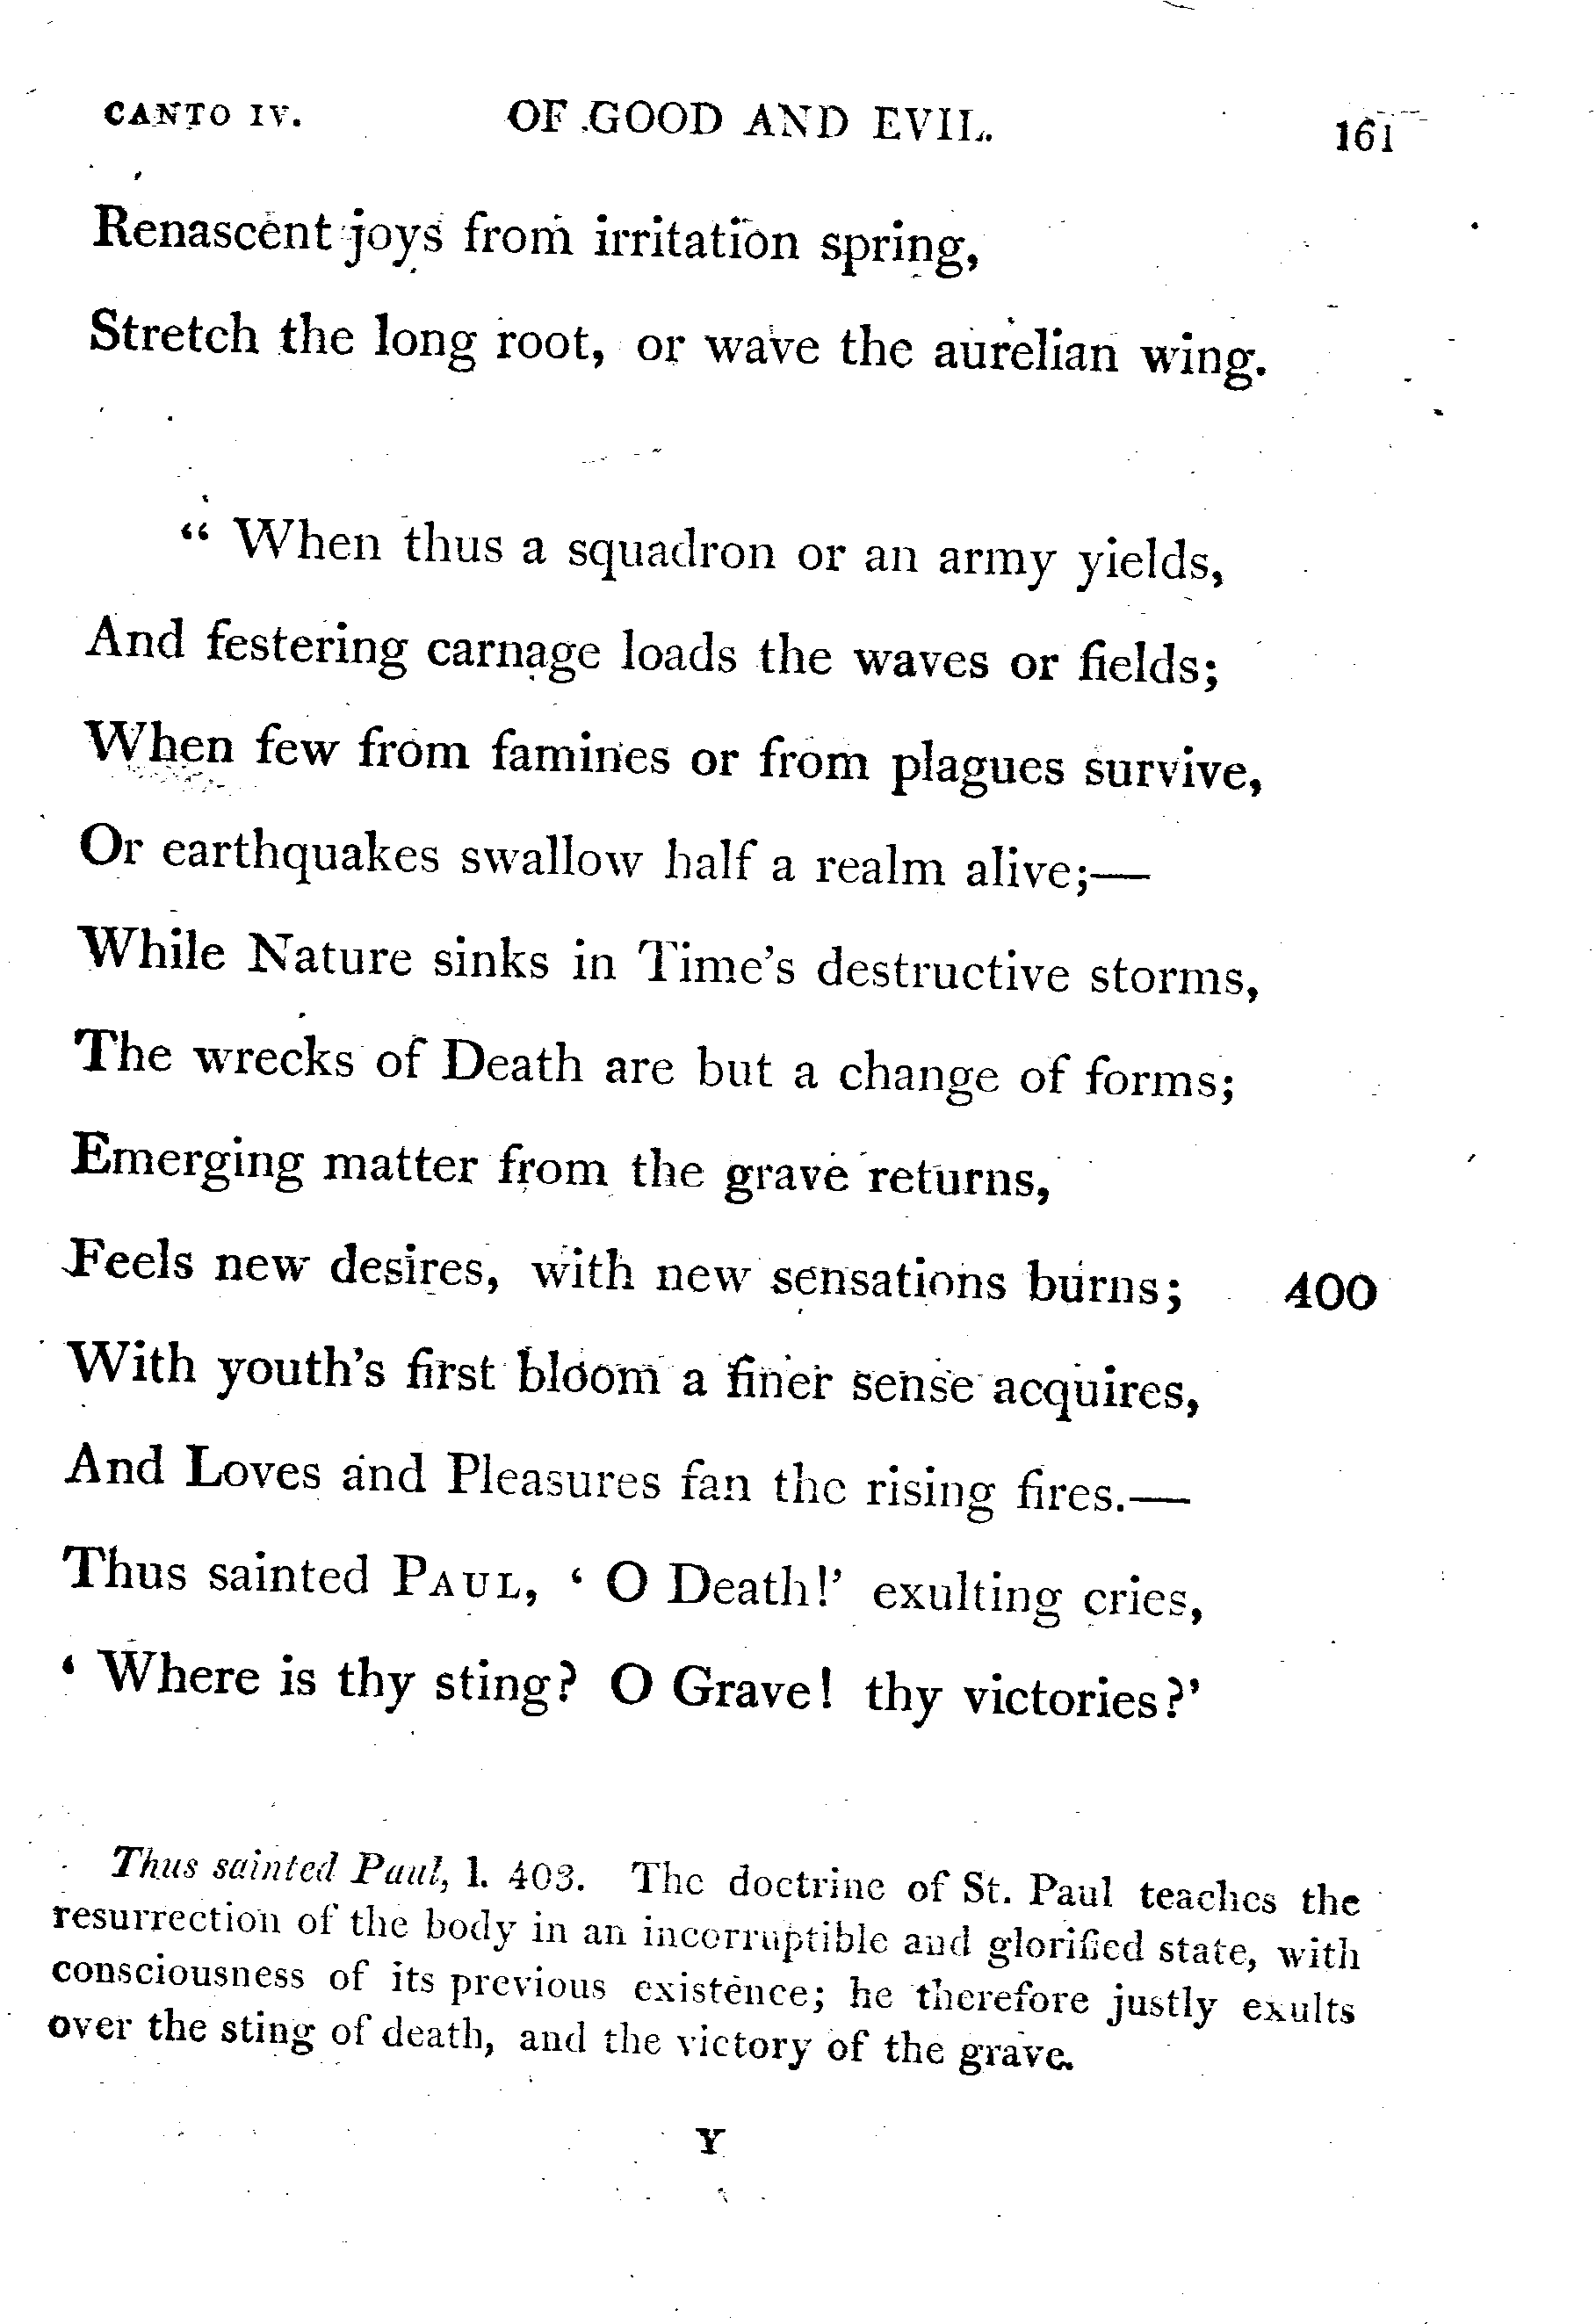 CANTO IV. OF GOOD AND EVIL. 161
Renascent joys from irritation spring,
Stretch the long root, or wave the aurelian wing.
“ When thus a squadron or an army yields,
And festering carnage loads the waves or fields;
When few from famines or from plagues survive,
Or earthquakes swallow half a realm alive;—
While Nature sinks in Time’s destructive storms,
The wrecks of Death are but a change of forms;
Emerging matter from the grave returns,
Feels new desires, with new sensations burns; 400
With youth’s first bloom a finer sense acquires,
And Loves and Pleasures fan the rising fires.—
Thus sainted PAUL, ‘ O Death!’ exulting cries,
‘ Where is thy sting? O Grave! thy victories?’
Thus sainted Paul, l. 403. The doctrine of St. Paul teaches the
resurrection of the body in an incorruptible and glorified state, with
consciousness of its previous existence; he therefore justly exults
over the sting of death, and the victory of the grave.
Y